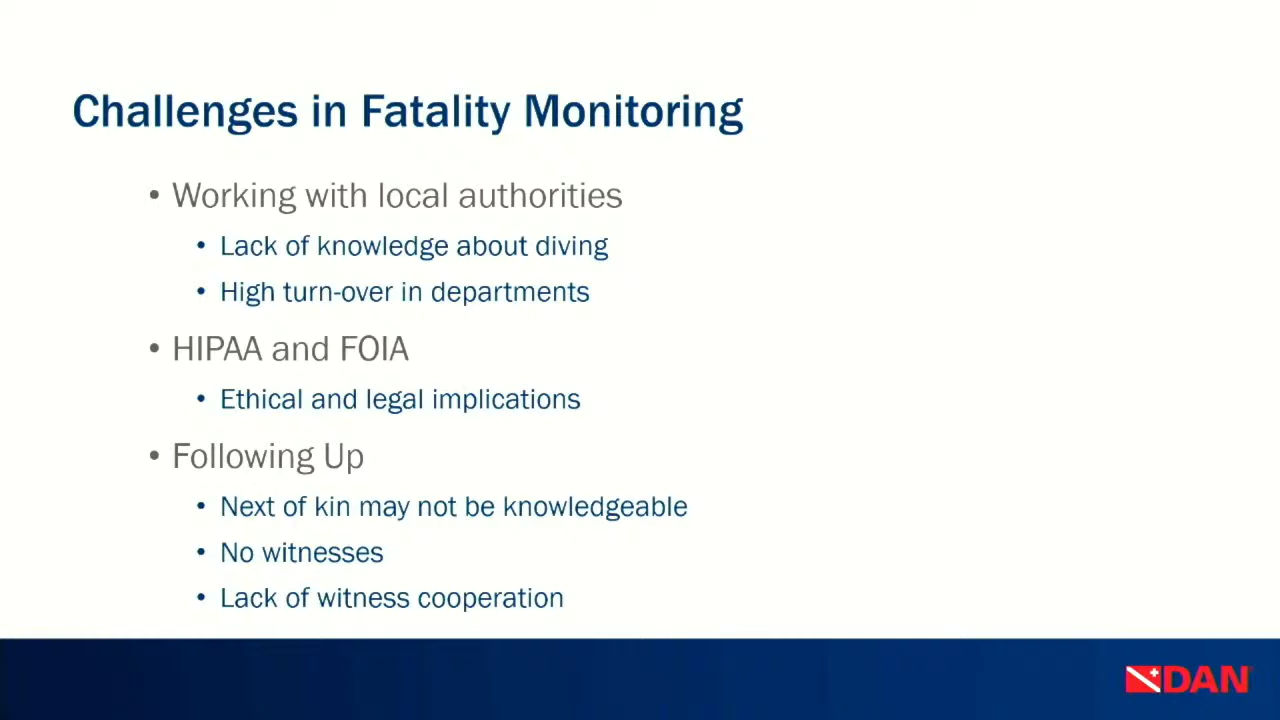 Challenges in Fatality Monitoring
• Working with local authorities
• Lack of knowledge about diving
• High turn-over in departments
• HIPAA and FOIA
• Ethical and legal implications
• Following Up
• Next of kin may not be knowledgeable
• No witnesses
• Lack of witness cooperation
DAN